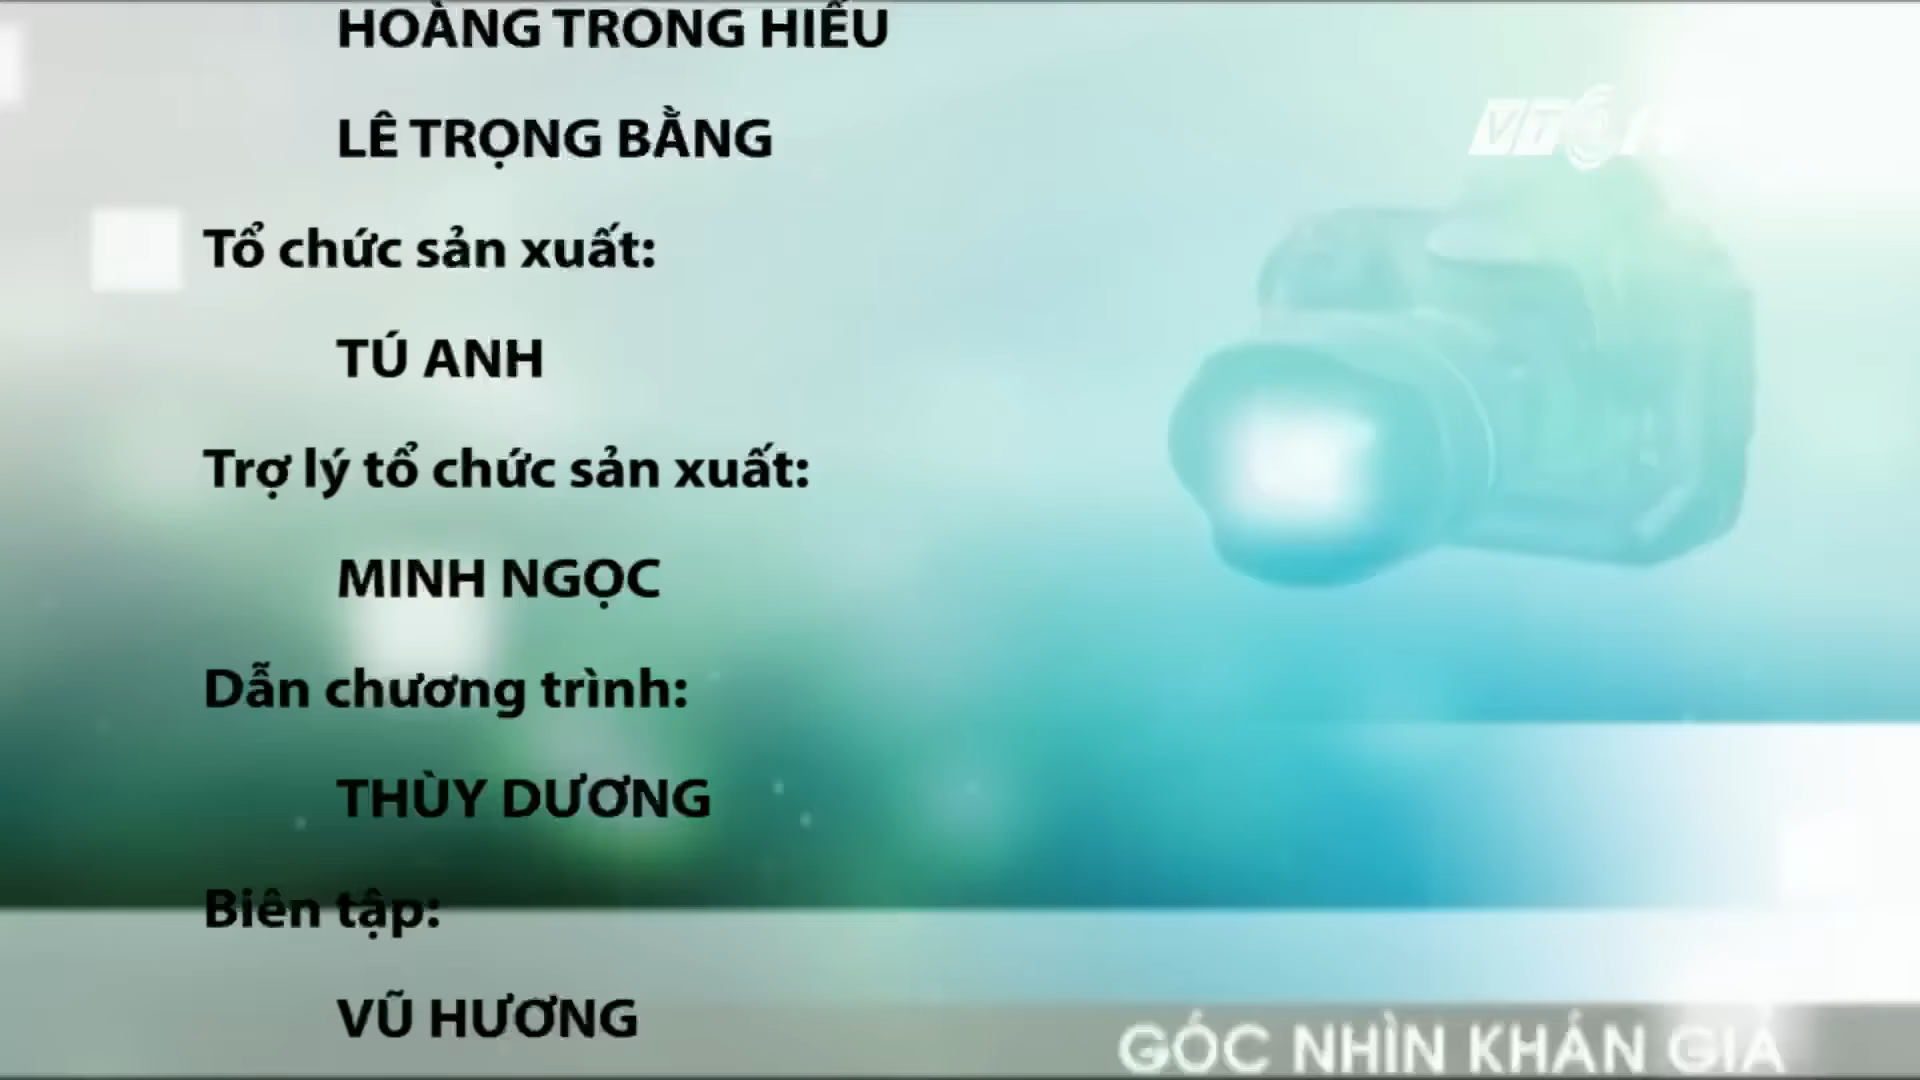 HOÀNG TRỌNG HIẾU
LÊ TRỌNG BẰNG
Tổ chức sản xuất:
TÚ ANH
Trợ lý tổ chức sản xuất:
MINH NGỌC
Dẫn chương trình:
THÙY DƯƠNG
Biên tập:
VŨ HƯƠNG
GÓC NHÌN KHÁN GIẢ